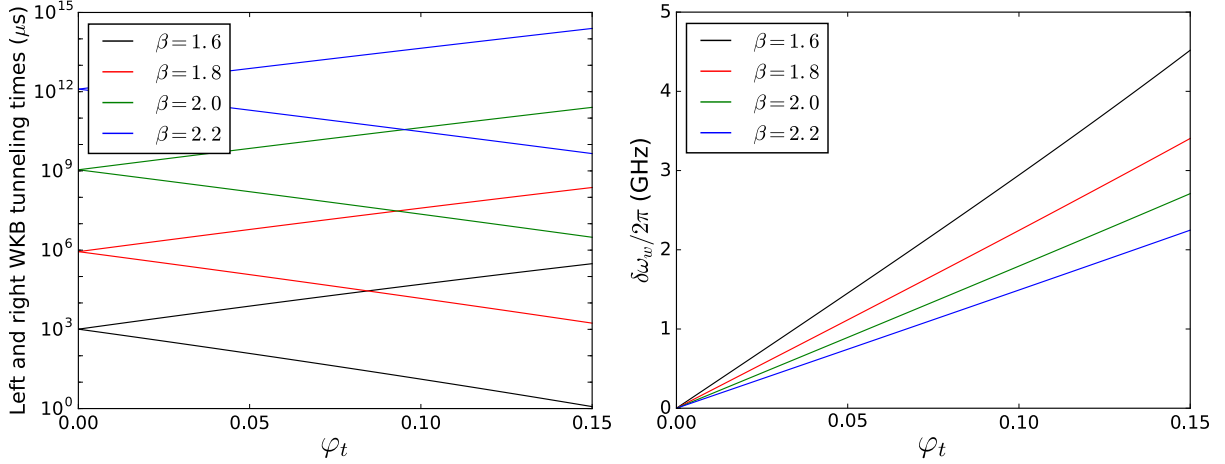 Left and right WKB tunneling times (μs)
10^15
10^12
10^9
10^6
10^3
10^0
β = 1.6
β = 1.8
β = 2.0
β = 2.2
0.00
0.05
0.10
0.15
φ_t
δω_w/2π (GHz)
5
4
3
2
1
0
β = 1.6
β = 1.8
β = 2.0
β = 2.2
0.00
0.05
0.10
0.15
φ_t